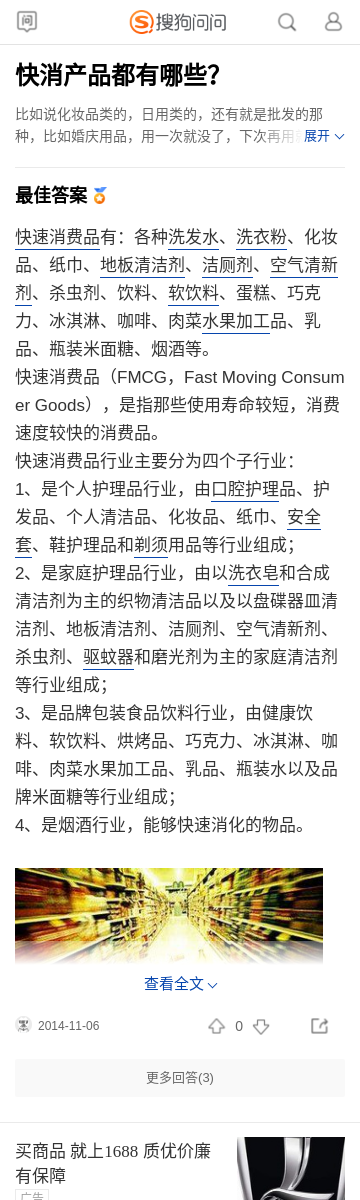 问
搜狗问问
快消产品都有哪些?
比如说化妆品类的，日用类的，还有就是批发的那
种，比如婚庆用品，用一次就没了，下次再用
展开
最佳答案
快速消费品有：各种洗发水、洗衣粉、化妆
品、纸巾、地板清洁剂、洁厕剂、空气清新
剂、杀虫剂、饮料、软饮料、蛋糕、巧克
力、冰淇淋、咖啡、肉菜水果加工品、乳
品、瓶装米面糖、烟酒等。
快速消费品（FMCG，Fast Moving Consum
er Goods），是指那些使用寿命较短，消费
速度较快的消费品。
快速消费品行业主要分为四个子行业：
1、是个人护理品行业，由口腔护理品、护
发品、个人清洁品、化妆品、纸巾、安全
套、鞋护理品和剃须用品等行业组成；
2、是家庭护理品行业，由以洗衣皂和合成
清洁剂为主的织物清洁品以及以盘碟器皿清
洁剂、地板清洁剂、洁厕剂、空气清新剂、
杀虫剂、驱蚊器和磨光剂为主的家庭清洁剂
等行业组成；
3、是品牌包装食品饮料行业，由健康饮
料、软饮料、烘烤品、巧克力、冰淇淋、咖
啡、肉菜水果加工品、乳品、瓶装水以及品
牌米面糖等行业组成；
4、是烟酒行业，能够快速消化的物品。
查看全文
2014-11-06
0
更多回答(3)
买商品 就上1688 质优价廉
有保障
广告